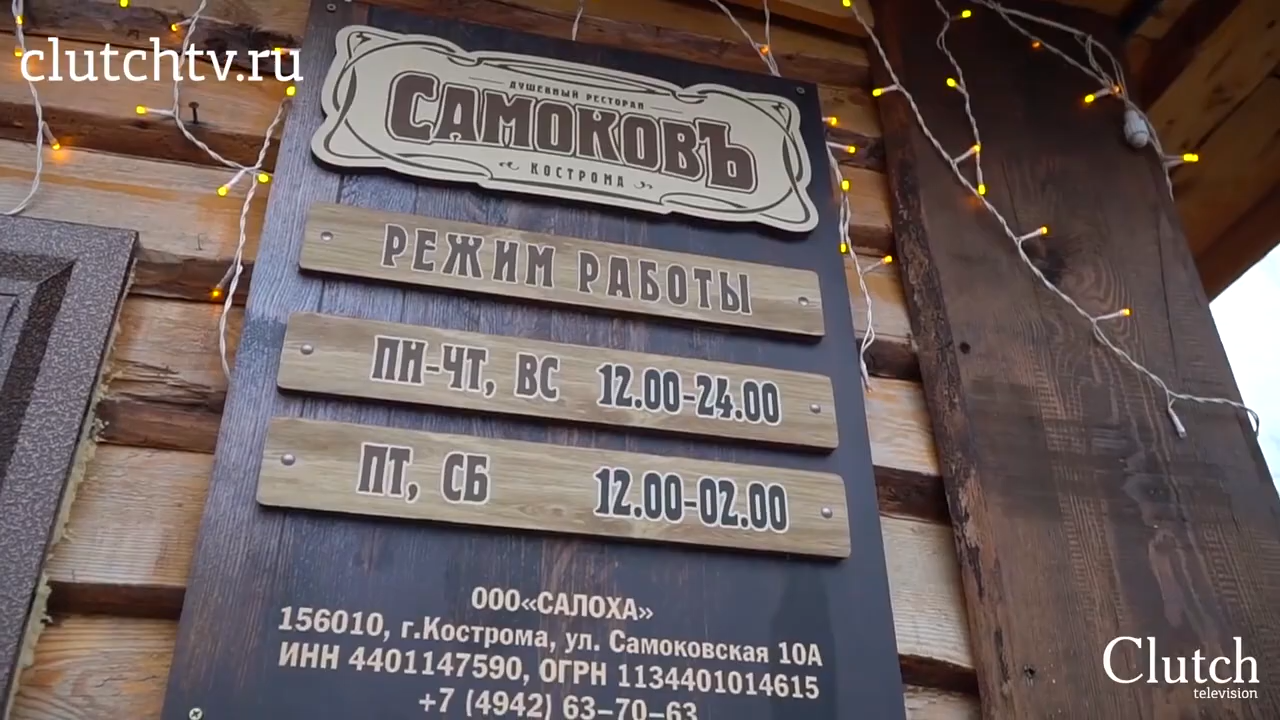 clutchtv.ru
ДУШЕВНЫЙ РЕСТОРАН
САМОКОВЪ
КОСТРОМА
РЕЖИМ РАБОТЫ
ПН-ЧТ, ВС 12.00-24.00
ПТ, СБ 12.00-02.00
ООО«САЛОХА»
156010, г.Кострома, ул. Самоковская 10А
ИНН 4401147590, ОГРН 1134401014615
+7 (4942) 63-70-63
Clutch
television